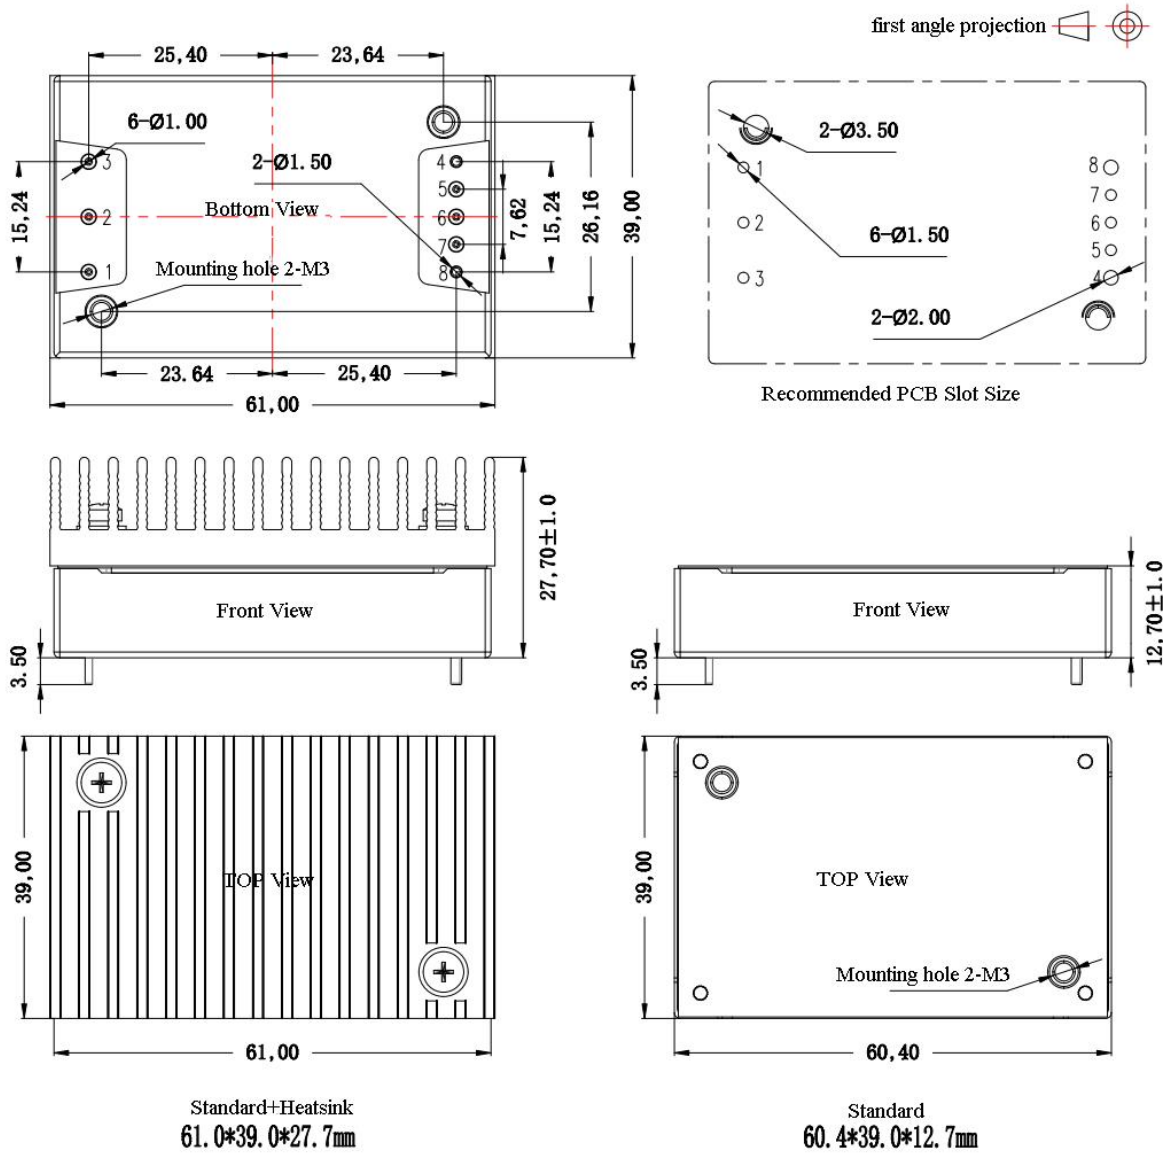 first angle projection
25,40
23,64
6-Ø1.00
2-Ø1.50
3
2
1
4
5
6
7
8
15,24
Bottom View
Mounting hole 2-M3
7,62
15,24
26,16
39,00
23.64
25,40
61,00
2-Ø3.50
1
2
3
8
7
6
5
4
6-Ø1.50
2-Ø2.00
Recommended PCB Slot Size
27,70±1.0
Front View
3.50
Front View
3.50
12,70±1.0
39,00
TOP View
61,00
39,00
TOP View
Mounting hole 2-M3
60,40
Standard+Heatsink
61.0*39.0*27.7mm
Standard
60.4*39.0*12.7mm